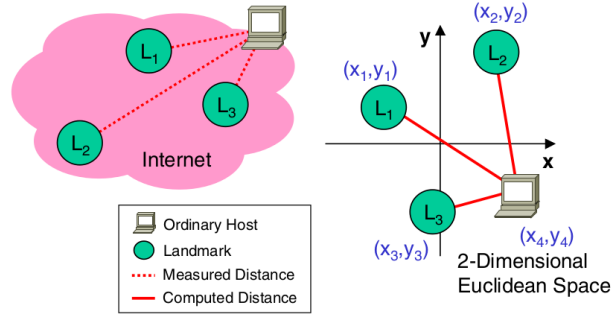 L1
L3
L2
Internet
Ordinary Host
Landmark
Measured Distance
Computed Distance
y
(x2,y2)
L2
(x1,y1)
L1
x
L3
(x3,y3)
(x4,y4)
2-Dimensional
Euclidean Space